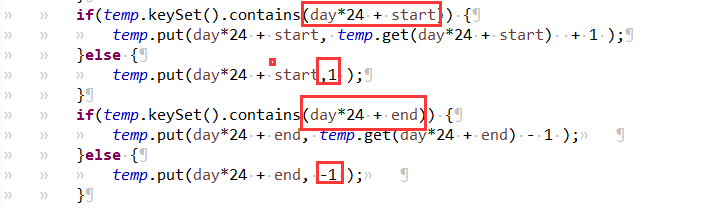 if(temp.keySet().contains(day*24 + start)) {
temp.put(day*24 + start, temp.get(day*24 + start) + 1 );
}else {
temp.put(day*24 + start,1 );
}
if(temp.keySet().contains(day*24 + end)) {
temp.put(day*24 + end, temp.get(day*24 + end) - 1 );
}else {
temp.put(day*24 + end, -1 );
}